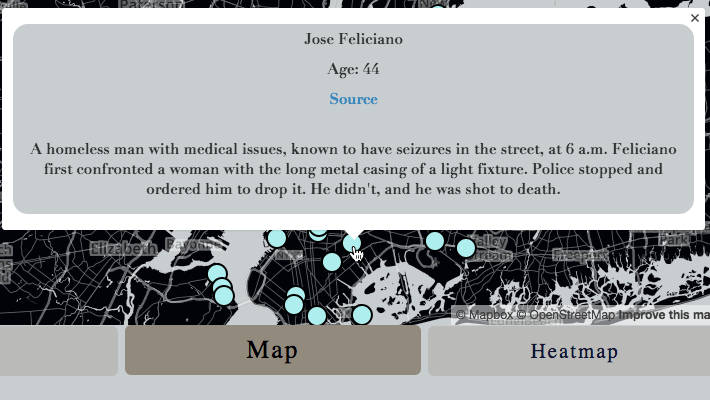 Paterson
×
Jose Feliciano
Age: 44
Source
A homeless man with medical issues, known to have seizures in the street, at 6 a.m. Feliciano
first confronted a woman with the long metal casing of a light fixture. Police stopped and
ordered him to drop it. He didn't, and he was shot to death.
Elizabeth
Bayonne
Valley
Stream
Freeport
Park
© Mapbox © OpenStreetMap Improve this ma
Map
Heatmap